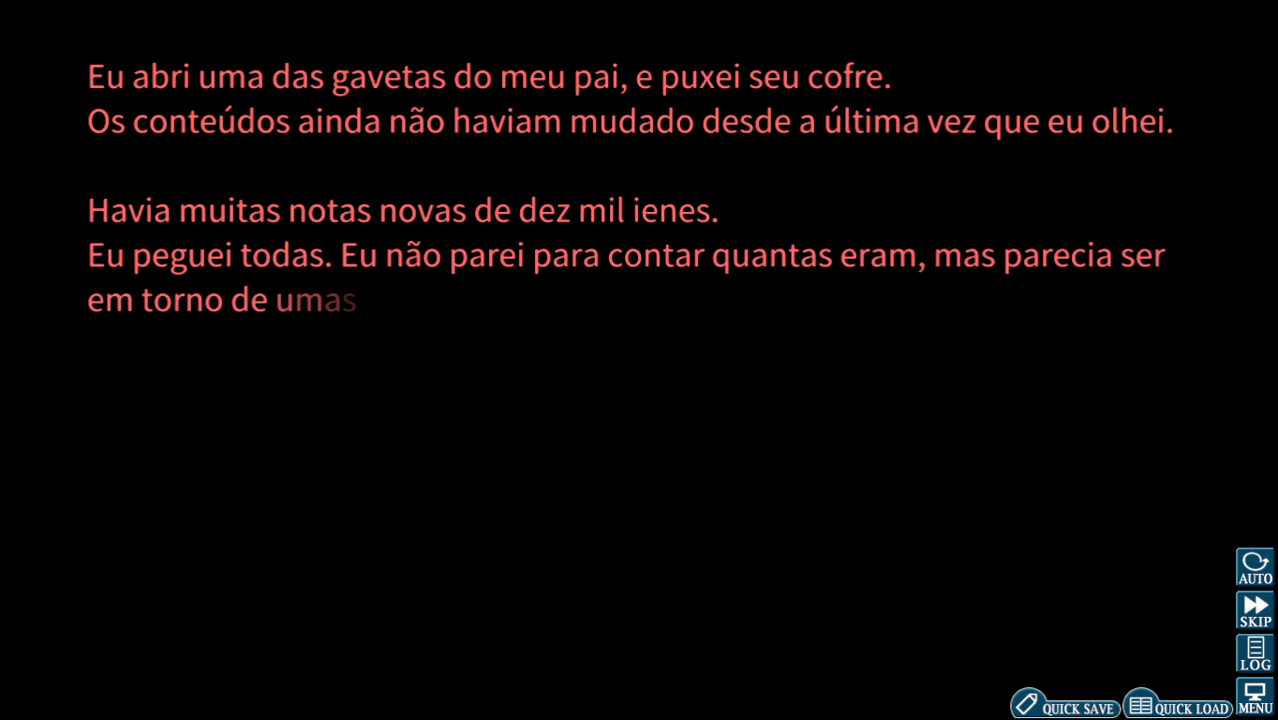 Eu abri uma das gavetas do meu pai, e puxei seu cofre.
Os conteúdos ainda não haviam mudado desde a última vez que eu olhei.
Havia muitas notas novas de dez mil ienes.
Eu peguei todas. Eu não parei para contar quantas eram, mas parecia ser
em torno de umas
AUTO
SKIP
LOG
QUICK SAVE
QUICK LOAD
MENU